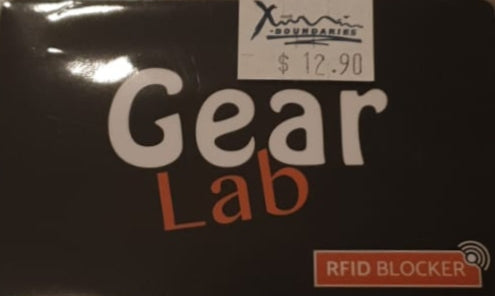 -BOUNDARIES
$ 12.90
Gear
Lab
RFID BLOCKER